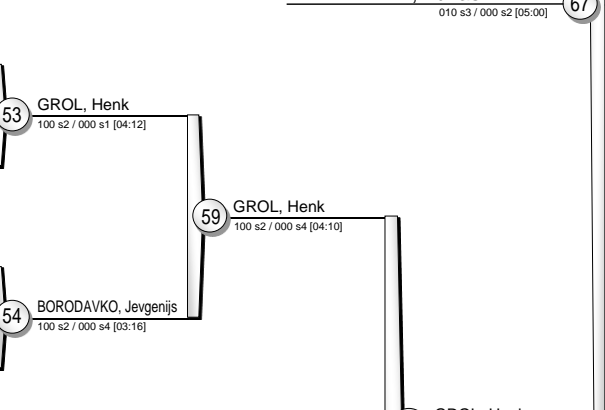 010 s3 / 000 s2 [05:00]
67
53
GROL, Henk
100 s2 / 000 s1 [04:12]
59
GROL, Henk
100 s2 / 000 s4 [04:10]
54
BORODAVKO, Jevgenijs
100 s2 / 000 s4 [03:16]